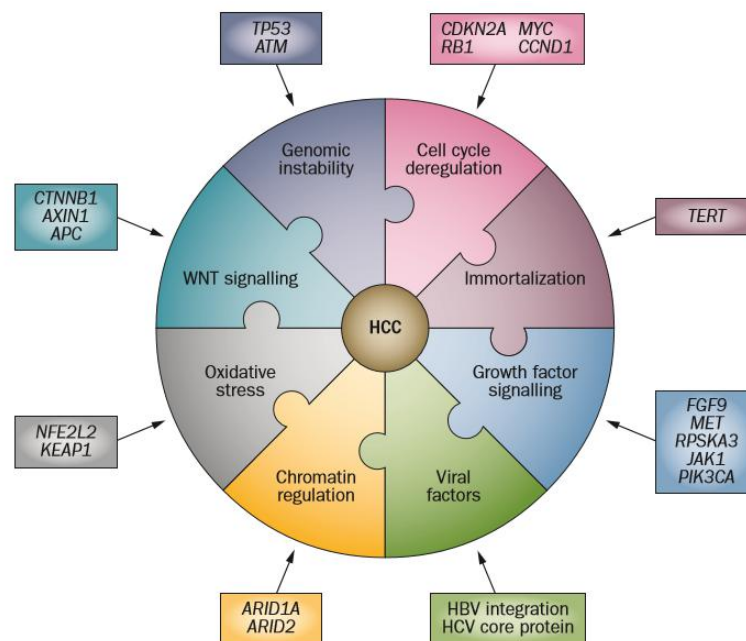 TP53
ATM
CDKN2A MYC
RB1 CCND1
Genomic
instability
Cell cycle
deregulation
CTNNB1
AXIN1
APC
TERT
WNT signalling
Immortalization
HCC
Oxidative
stress
Growth factor
signalling
NFE2L2
KEAP1
FGF9
MET
RPSKA3
JAK1
PIK3CA
Chromatin
regulation
Viral
factors
ARID1A
ARID2
HBV integration
HCV core protein